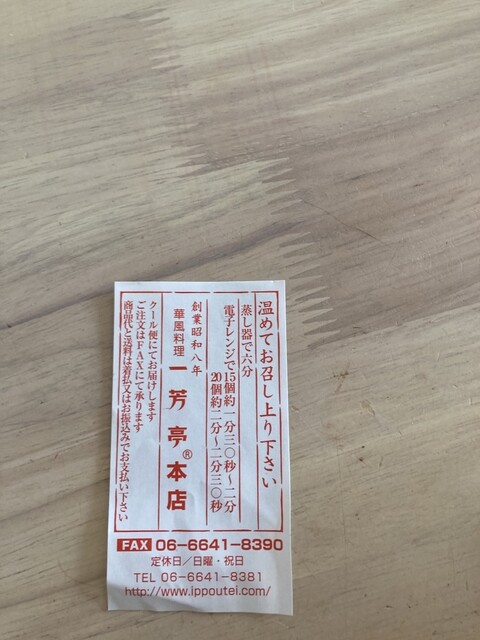 温めてお召し上り下さい
蒸し器で六分
電子レンジで15個約一分三〇秒〜二分
20個約二分〜二分三〇秒
創業昭和八年
華風料理 一芳亭®本店
クール便にてお届けします
ご注文はFAXにて承ります
商品代と送料は着払又はお振込みでお支払い下さい
FAX 06-6641-8390
定休日／日曜・祝日
TEL 06-6641-8381
http://www.ippoutei.com/